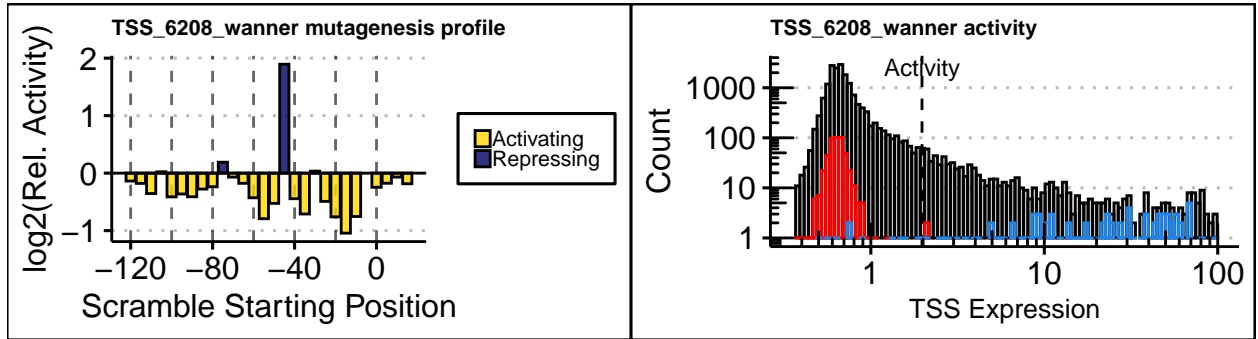 TSS_6208_wanner mutagenesis profile
log2(Rel. Activity)
2
1
0
−1
−120
−80
−40
0
Scramble Starting Position
Activating
Repressing
TSS_6208_wanner activity
Activity
Count
1000
100
10
1
1
10
100
TSS Expression